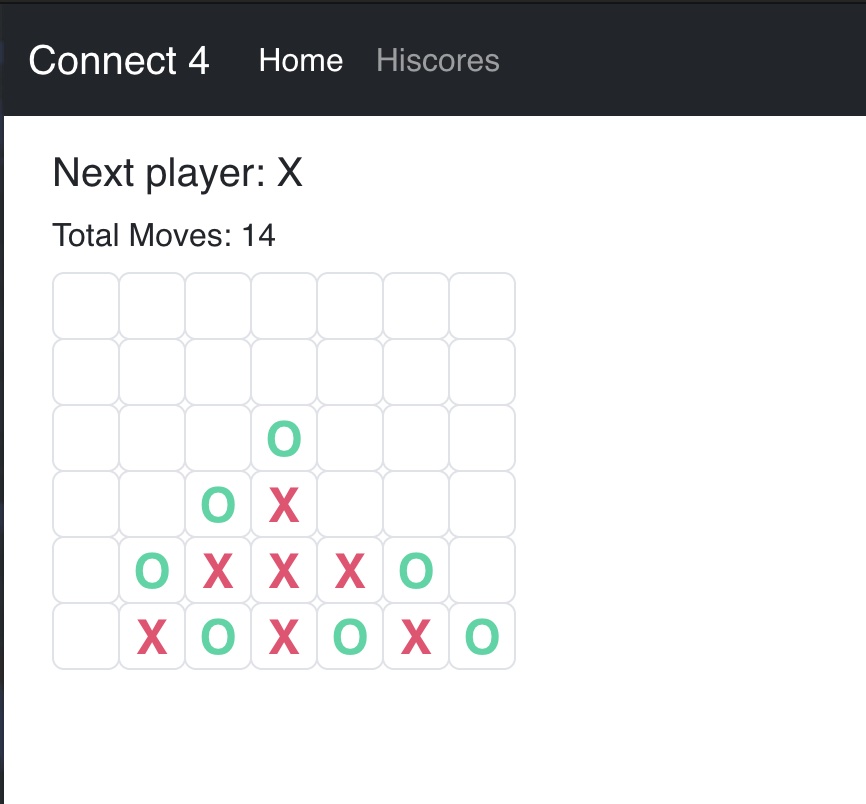 Connect 4 Home Hiscores
Next player: X
Total Moves: 14
O
O X
O X X X O
X O X O X O